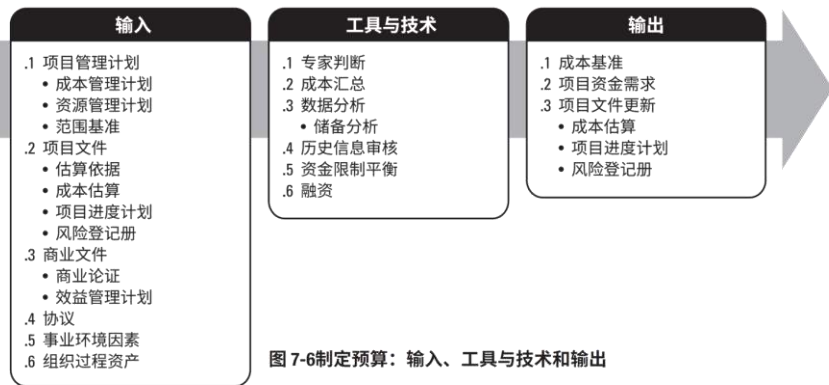 输入
.1 项目管理计划
• 成本管理计划
• 资源管理计划
• 范围基准
.2 项目文件
• 估算依据
• 成本估算
• 项目进度计划
• 风险登记册
.3 商业文件
• 商业论证
• 效益管理计划
.4 协议
.5 事业环境因素
.6 组织过程资产
工具与技术
.1 专家判断
.2 成本汇总
.3 数据分析
• 储备分析
.4 历史信息审核
.5 资金限制平衡
.6 融资
输出
.1 成本基准
.2 项目资金需求
.3 项目文件更新
• 成本估算
• 项目进度计划
• 风险登记册
图 7-6制定预算：输入、工具与技术和输出